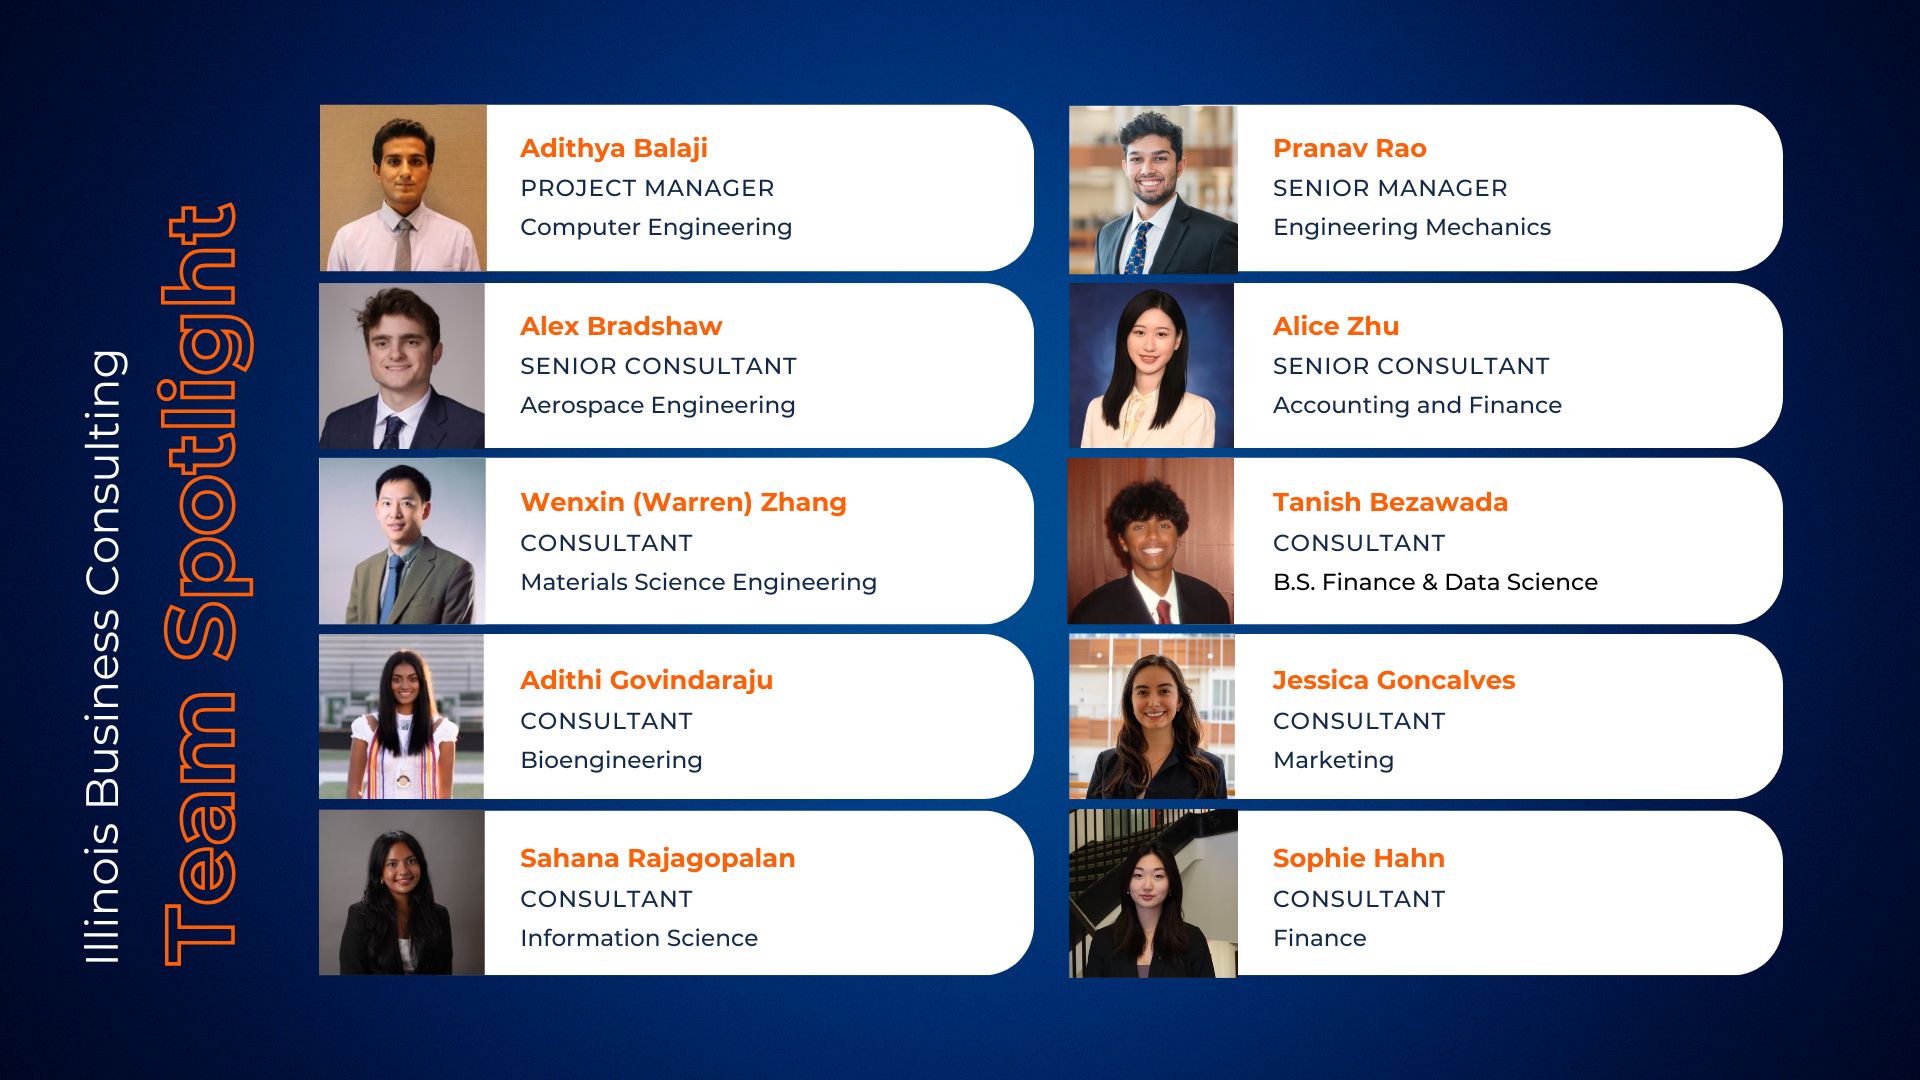 Illinois Business Consulting
Team Spotlight
Adithya Balaji
PROJECT MANAGER
Computer Engineering
Pranav Rao
SENIOR MANAGER
Engineering Mechanics
Alex Bradshaw
SENIOR CONSULTANT
Aerospace Engineering
Alice Zhu
SENIOR CONSULTANT
Accounting and Finance
Wenxin (Warren) Zhang
CONSULTANT
Materials Science Engineering
Tanish Bezawada
CONSULTANT
B.S. Finance & Data Science
Adithi Govindaraju
CONSULTANT
Bioengineering
Jessica Goncalves
CONSULTANT
Marketing
Sahana Rajagopalan
CONSULTANT
Information Science
Sophie Hahn
CONSULTANT
Finance